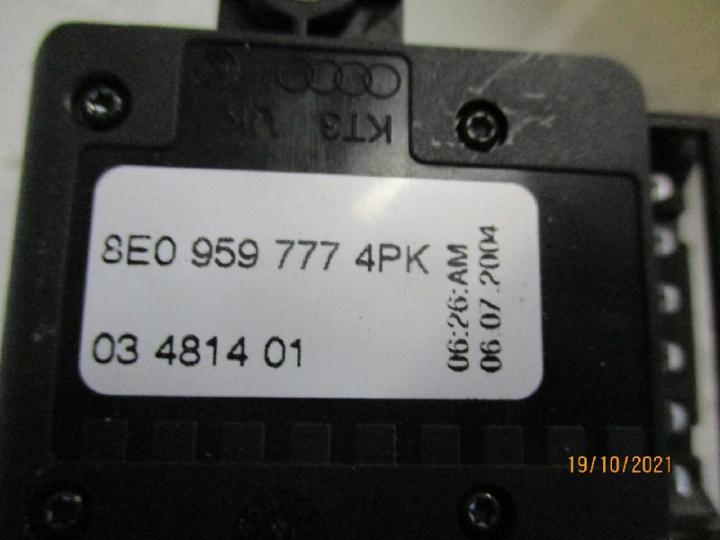 KT3
8E0 959 777 4PK
03 4814 01
06:26:AM
06.07.2004
19/10/2021